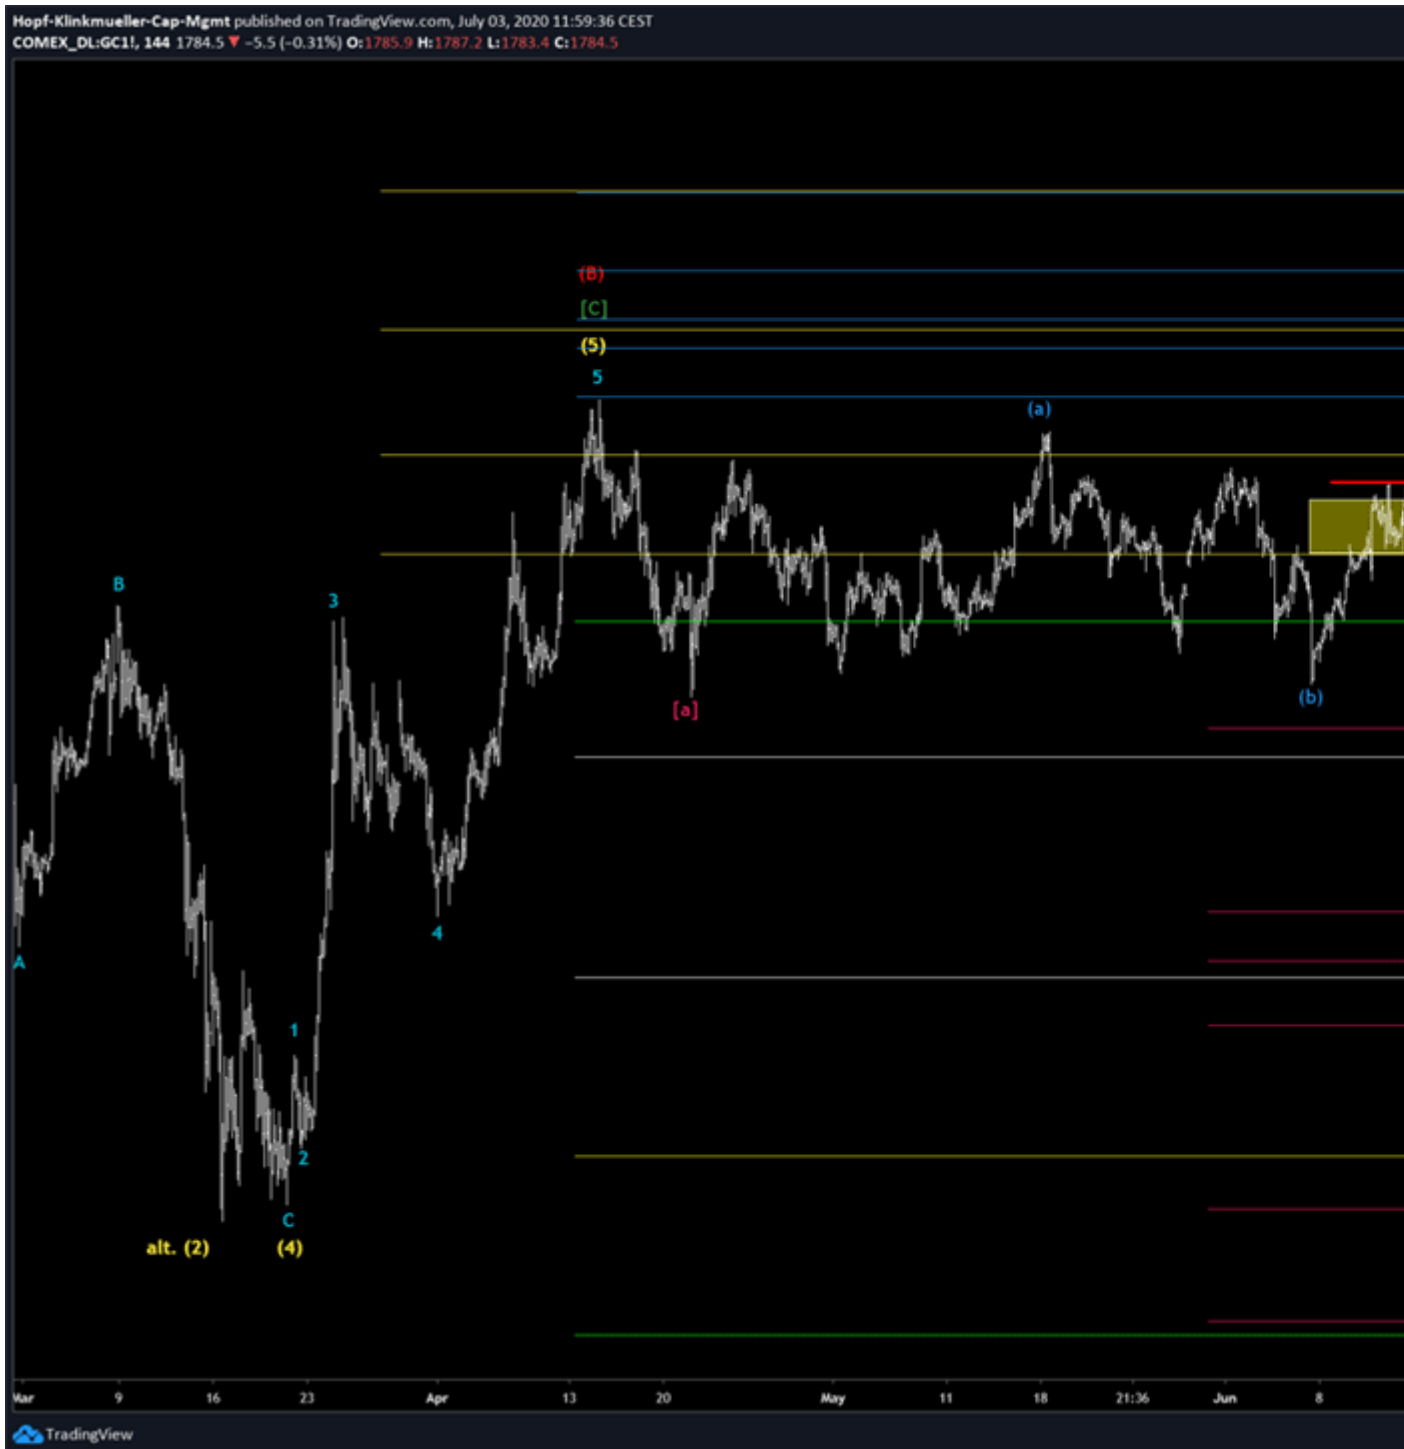 Hopf-Klinkmueller-Cap-Mgmt published on TradingView.com, July 03, 2020 11:59:36 CEST
COMEX_DL:GC1!, 144 1784.5 ▼ −5.5 (−0.31%) O:1785.9 H:1787.2 L:1783.4 C:1784.5
(B)
[C]
(5)
5
(a)
B
3
[a]
(b)
4
A
1
2
C
alt. (2) (4)
Mar 9 16 23 Apr 13 20 May 11 18 21:36 Jun 8
TradingView